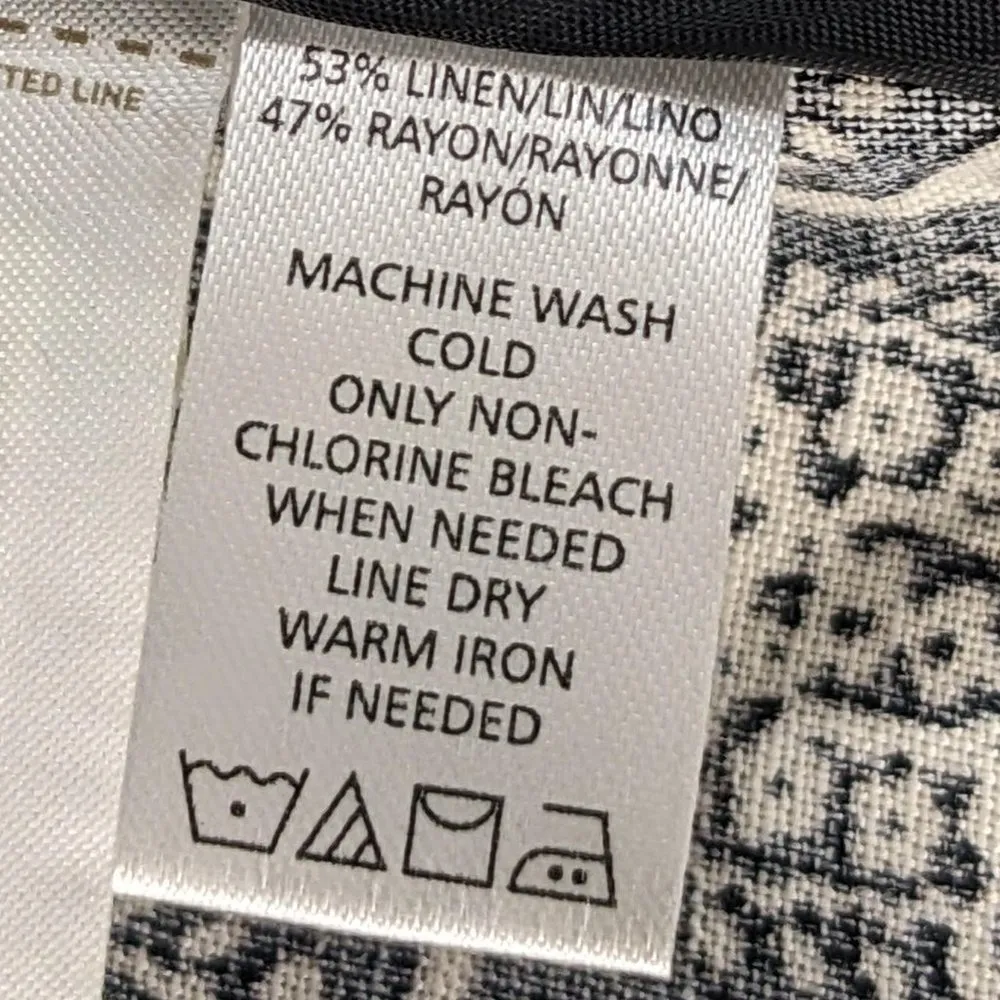 TED LINE
53% LINEN/LIN/LINO
47% RAYON/RAYONNE/
RAYÓN
MACHINE WASH
COLD
ONLY NON-
CHLORINE BLEACH
WHEN NEEDED
LINE DRY
WARM IRON
IF NEEDED